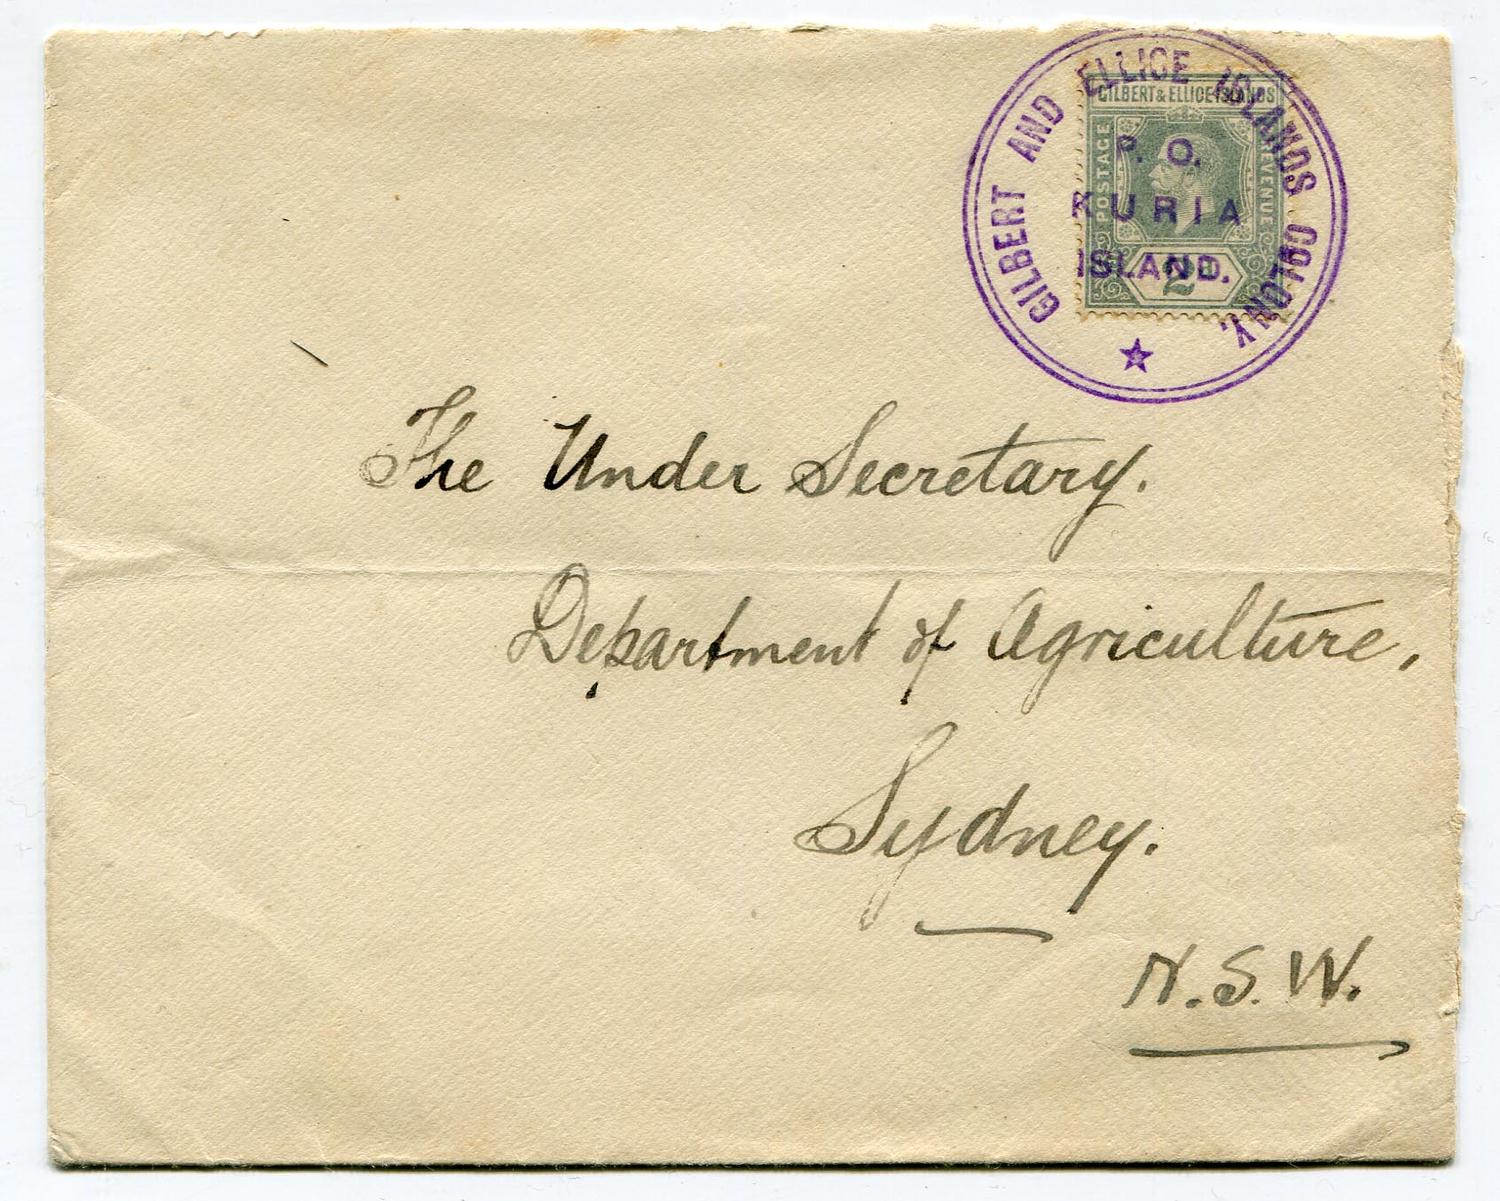 GILBERT AND ELLICE ISLANDS COLONY.
GILBERT & ELLICE ISLANDS
POSTAGE
REVENUE
P. O.
KURIA
ISLAND.
2d
The Under Secretary.
Department of Agriculture,
Sydney.
N.S.W.